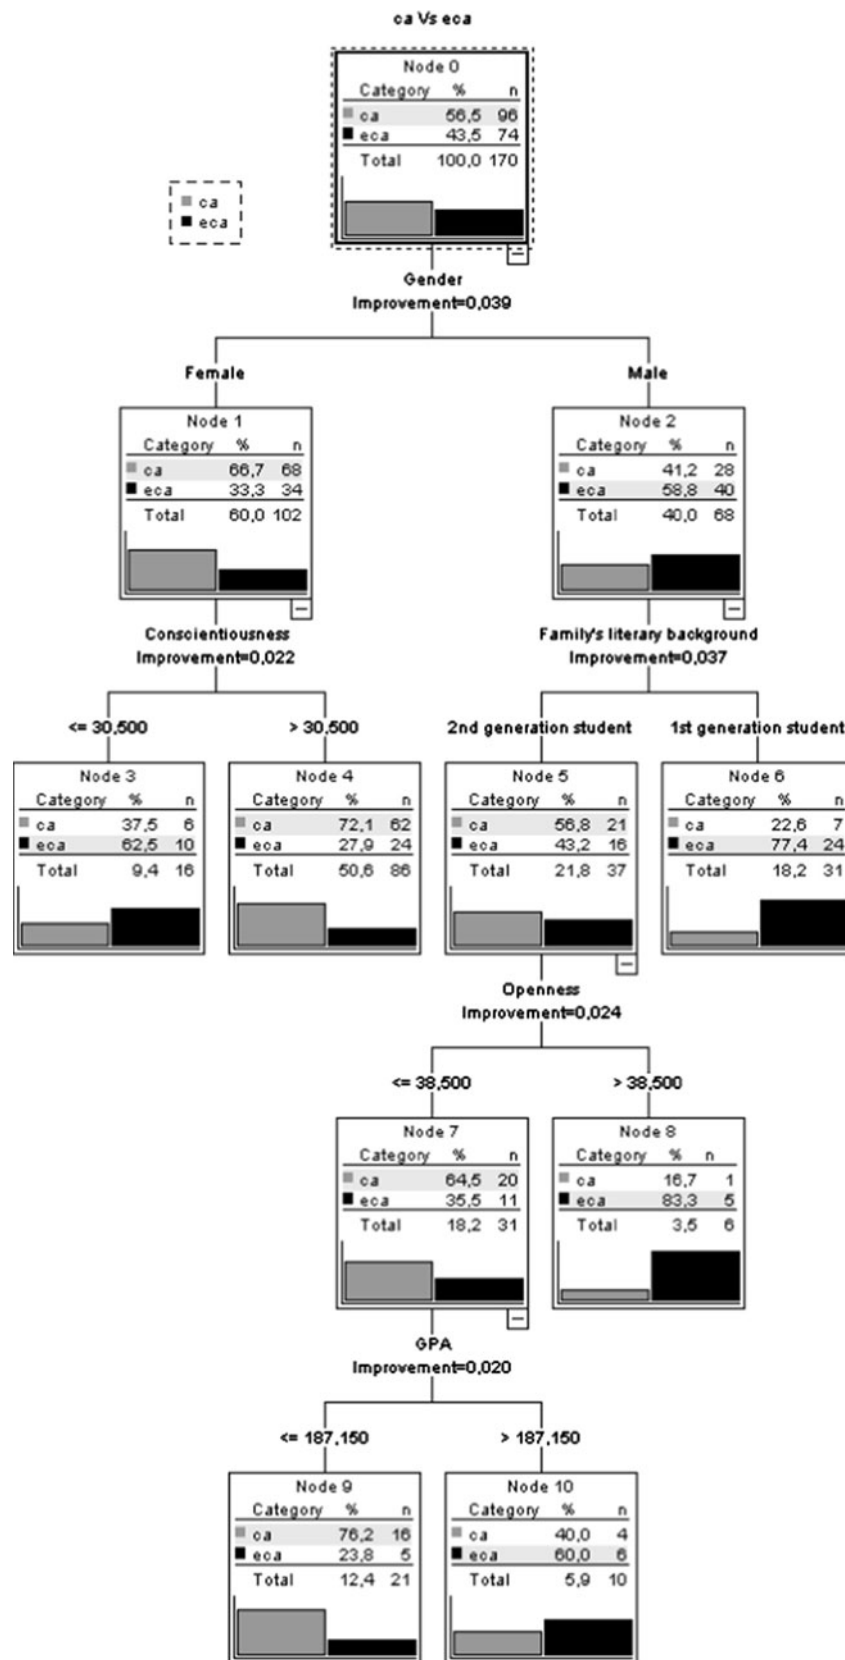 ca Vs eca
Node 0
Category % n
ca 56,5 96
eca 43,5 74
Total 100,0 170
ca
eca
Gender
Improvement=0,039
Female
Male
Node 1
Category % n
ca 66,7 68
eca 33,3 34
Total 60,0 102
Node 2
Category % n
ca 41,2 28
eca 58,8 40
Total 40,0 68
Conscientiousness
Improvement=0,022
Family's literary background
Improvement=0,037
<= 30,500
> 30,500
2nd generation student
1st generation student
Node 3
Category % n
ca 37,5 6
eca 62,5 10
Total 9,4 16
Node 4
Category % n
ca 72,1 62
eca 27,9 24
Total 50,6 86
Node 5
Category % n
ca 56,8 21
eca 43,2 16
Total 21,8 37
Node 6
Category % n
ca 22,6 7
eca 77,4 24
Total 18,2 31
Openness
Improvement=0,024
<= 38,500
> 38,500
Node 7
Category % n
ca 64,5 20
eca 35,5 11
Total 18,2 31
Node 8
Category % n
ca 16,7 1
eca 83,3 5
Total 3,5 6
GPA
Improvement=0,020
<= 187,150
> 187,150
Node 9
Category % n
ca 76,2 16
eca 23,8 5
Total 12,4 21
Node 10
Category % n
ca 40,0 4
eca 60,0 6
Total 5,9 10